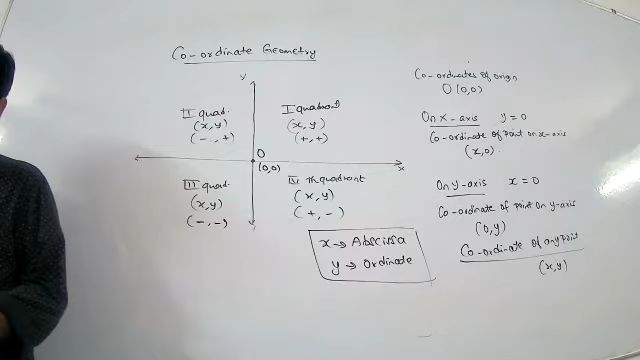 Co-ordinate Geometry
y
II quad.
(x,y)
(-,+)
I quadrant
(x,y)
(+,+)
O
(0,0)
x
III quad.
(x,y)
(-,-)
IV th quadrant
(x,y)
(+,-)
x → Abscissa
y → Ordinate
Co-ordinates of origin
O(0,0)
On x-axis y=0
Co-ordinate of point on x-axis
(x,0).
On y-axis x=0
Co-ordinate of point on y-axis
(0,y)
Co-ordinate of any point
(x,y)